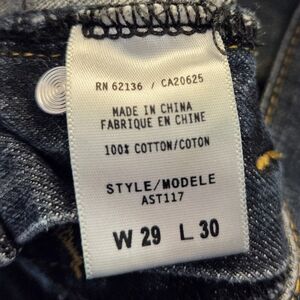 RN 62136 / CA20625
MADE IN CHINA
FABRIQUE EN CHINE
100% COTTON/COTON
STYLE/MODELE
AST117
W 29 L 30